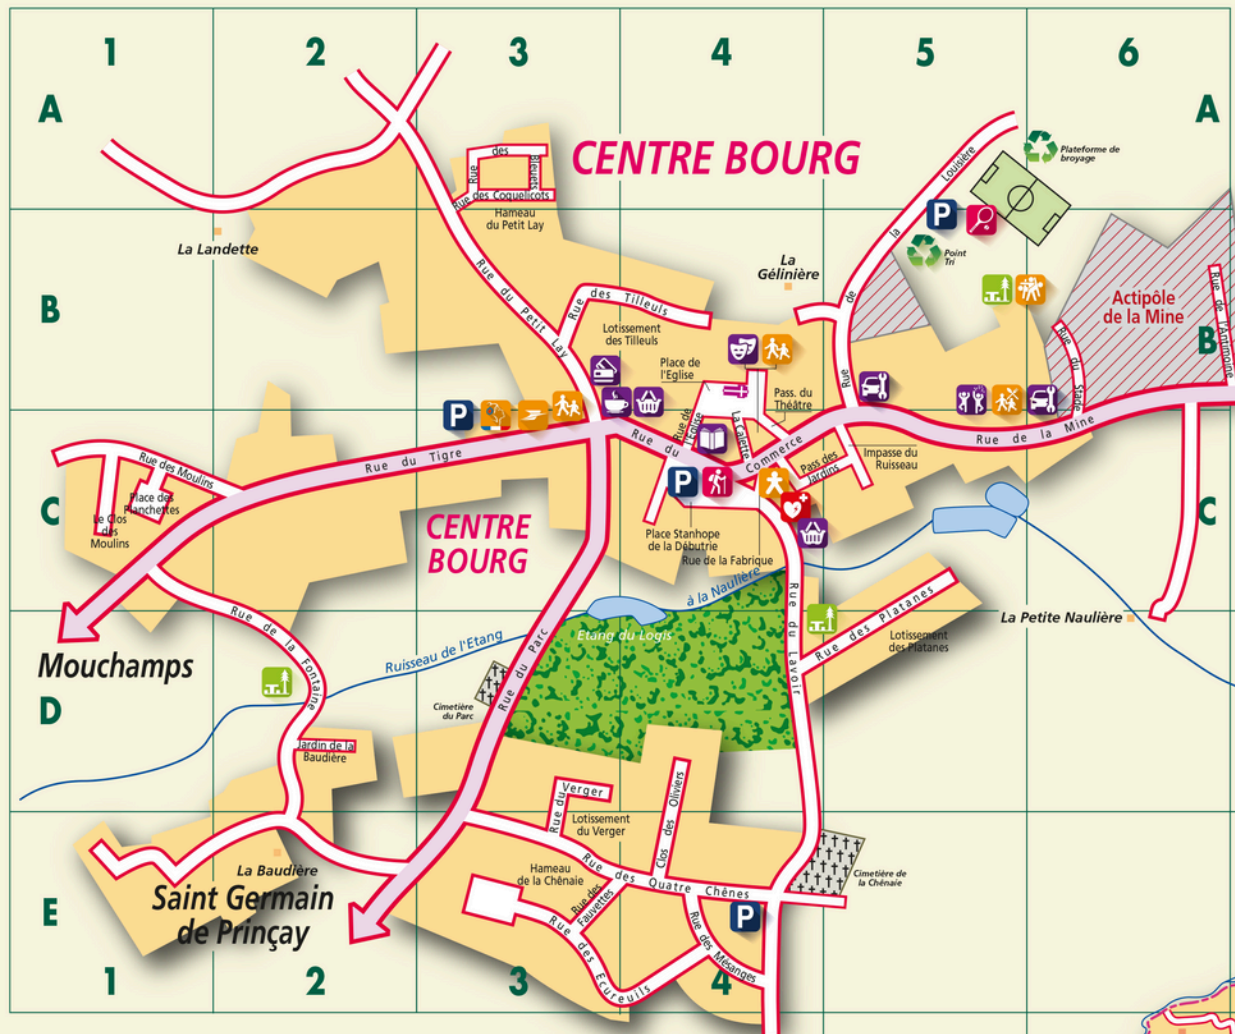 1
2
3
4
5
6
A
A
CENTRE BOURG
Plateforme de
broyage
Rue
des
Bleuets
Rue des Coquelicots
Hameau
du Petit Lay
Rue de la Louisière
P
Point
Tri
La Landette
La
Gélinière
B
B
Rue du Petit Lay
Rue des Tilleuls
Lotissement
des Tilleuls
Actipôle
de la Mine
Rue de l'Antimoine
Rue du Stade
Place de
l'Eglise
Pass. du
Théâtre
P
Rue de
l'Eglise
La Calette
Rue du Commerce
Rue de la Mine
Impasse du
Ruisseau
Pass des
Jardins
Rue du Tigre
Rue des Moulins
Place des
Planchettes
Le Clos
des
Moulins
C
C
P
CENTRE
BOURG
Place Stanhope
de la Débutrie
Rue de la Fabrique
à la Naulière
Rue de la Fontaine
Etang du Logis
Ruisseau de l'Etang
Rue du Parc
Rue du Lavoir
Rue des Platanes
Lotissement
des Platanes
La Petite Naulière
Mouchamps
D
Cimetière
du Parc
Jardin de la
Baudière
Rue du Verger
Lotissement
du Verger
Clos des Oliviers
La Baudière
Hameau
de la Chênaie
Rue des Quatre Chênes
Cimetière de
la Chênaie
Saint Germain
de Prinçay
E
Rue des
Fauvettes
P
Rue des Ecureuils
Rue des Mésanges
1
2
3
4